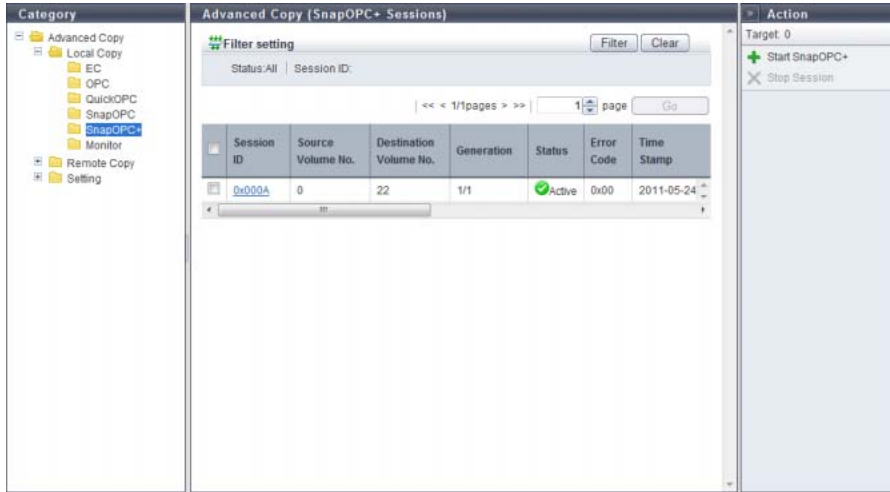 Category
Advanced Copy
Local Copy
EC
OPC
QuickOPC
SnapOPC
SnapOPC+
Monitor
Remote Copy
Setting
Advanced Copy (SnapOPC+ Sessions)
Filter setting
Filter
Clear
Status:All | Session ID:
| << < 1/1pages > >> | 1 page Go
Session ID
Source Volume No.
Destination Volume No.
Generation
Status
Error Code
Time Stamp
0x000A 0 22 1/1 Active 0x00 2011-05-24
» Action
Target: 0
Start SnapOPC+
Stop Session